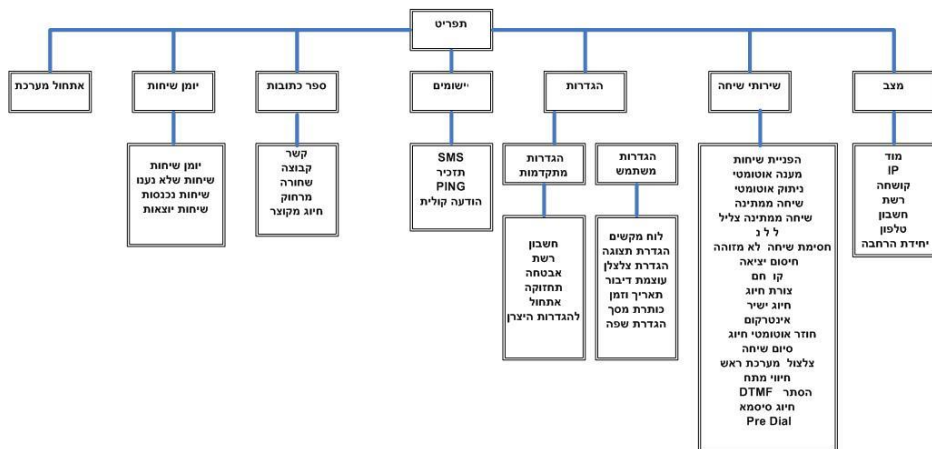 תפריט
מצב
שירותי שיחה
הגדרות
יישומים
ספר כתובות
יומן שיחות
אתחול מערכת
מוד
IP
קושחה
רשת
חשבון
טלפון
יחידת הרחבה
הפניית שיחות
מענה אוטומטי
ניתוק אוטומטי
שיחה ממתינה
שיחה ממתינה צליל
ל ל נ
חסימת שיחה לא מזוהה
חיסום יציאה
קו חם
צורת חיוג
חיוג ישיר
אינטרקום
חוזר אוטומטי חיוג
סיום שיחה
צלצול מערכת ראש
חיווי מתח
הסתר DTMF
חיוג סיסמא
Pre Dial
הגדרות
משתמש
לוח מקשים
הגדרת תצוגה
הגדרת צלצלן
עוצמת דיבור
תאריך וזמן
כותרת מסך
הגדרת שפה
הגדרות
מתקדמות
חשבון
רשת
אבטחה
תחזוקה
אתחול
להגדרות היצרן
SMS
תזכיר
PING
הודעה קולית
קשר
קבוצה
שחורה
מרחוק
חיוג מקוצר
יומן שיחות
שיחות שלא נענו
שיחות נכנסות
שיחות יוצאות